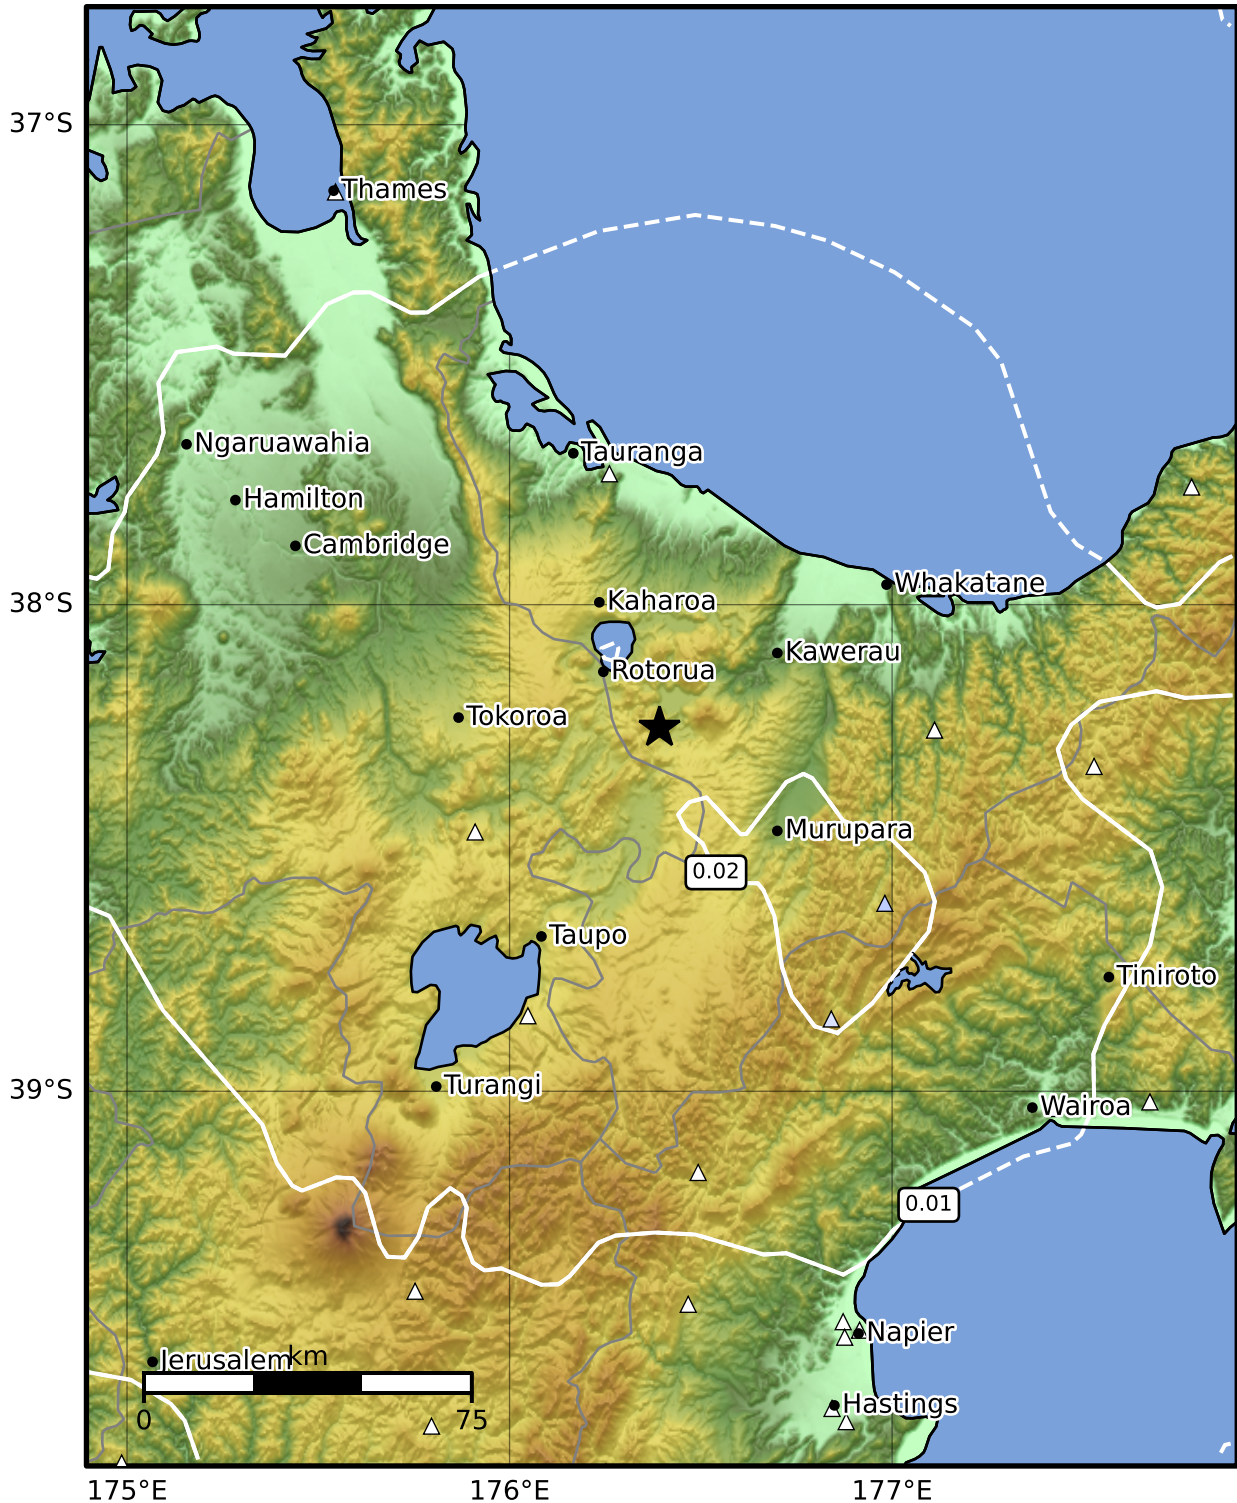 37°S
Thames
Ngaruawahia
Tauranga
Hamilton
Cambridge
Whakatane
38°S
Kaharoa
Kawerau
Rotorua
Tokoroa
Murupara
0.02
Taupo
Tiniroto
Turangi
39°S
Wairoa
0.01
Napier
Jerusalem
km
Hastings
0
75
175°E
176°E
177°E